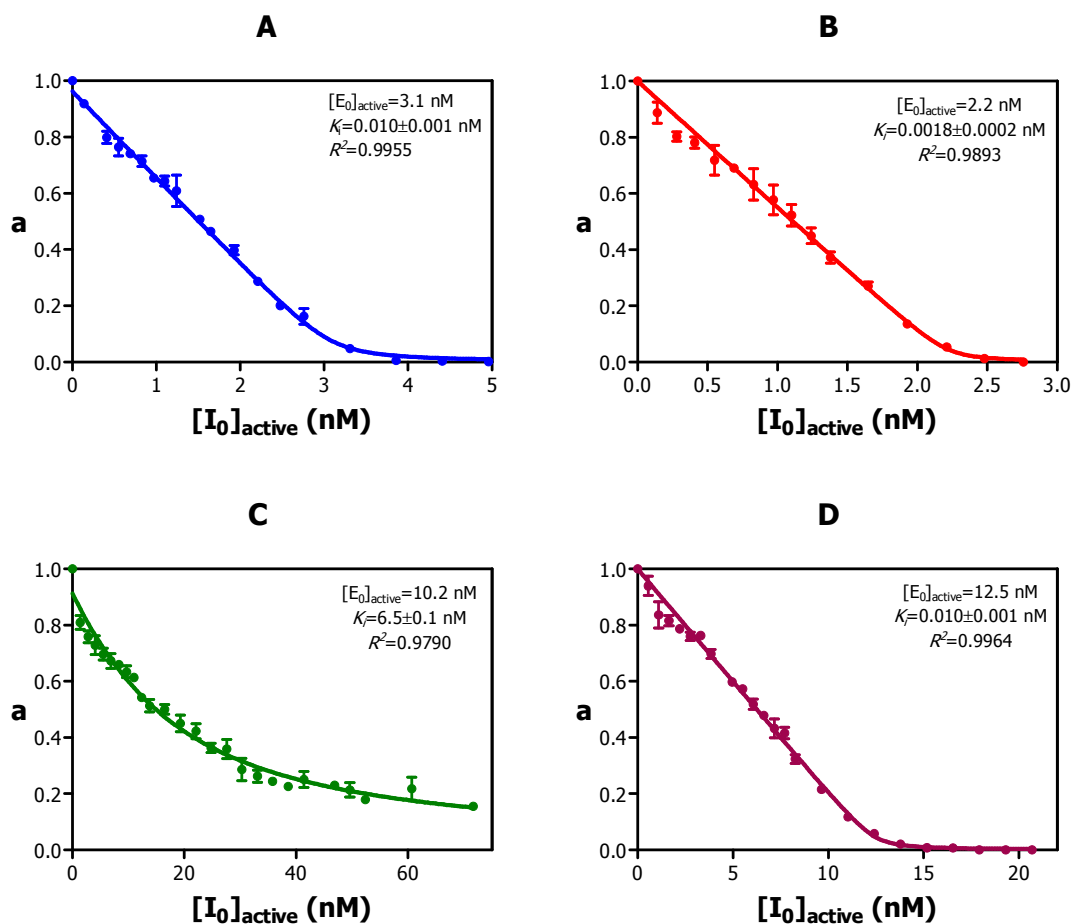 A
1.0
0.8
0.6
0.4
0.2
0.0
a
[E₀]active=3.1 nM
Ki=0.010±0.001 nM
R²=0.9955
0 1 2 3 4 5
[I₀]active (nM)
B
1.0
0.8
0.6
0.4
0.2
0.0
a
[E₀]active=2.2 nM
Ki=0.0018±0.0002 nM
R²=0.9893
0.0 0.5 1.0 1.5 2.0 2.5 3.0
[I₀]active (nM)
C
1.0
0.8
0.6
0.4
0.2
0.0
a
[E₀]active=10.2 nM
Ki=6.5±0.1 nM
R²=0.9790
0 20 40 60
[I₀]active (nM)
D
1.0
0.8
0.6
0.4
0.2
0.0
a
[E₀]active=12.5 nM
Ki=0.010±0.001 nM
R²=0.9964
0 5 10 15 20
[I₀]active (nM)